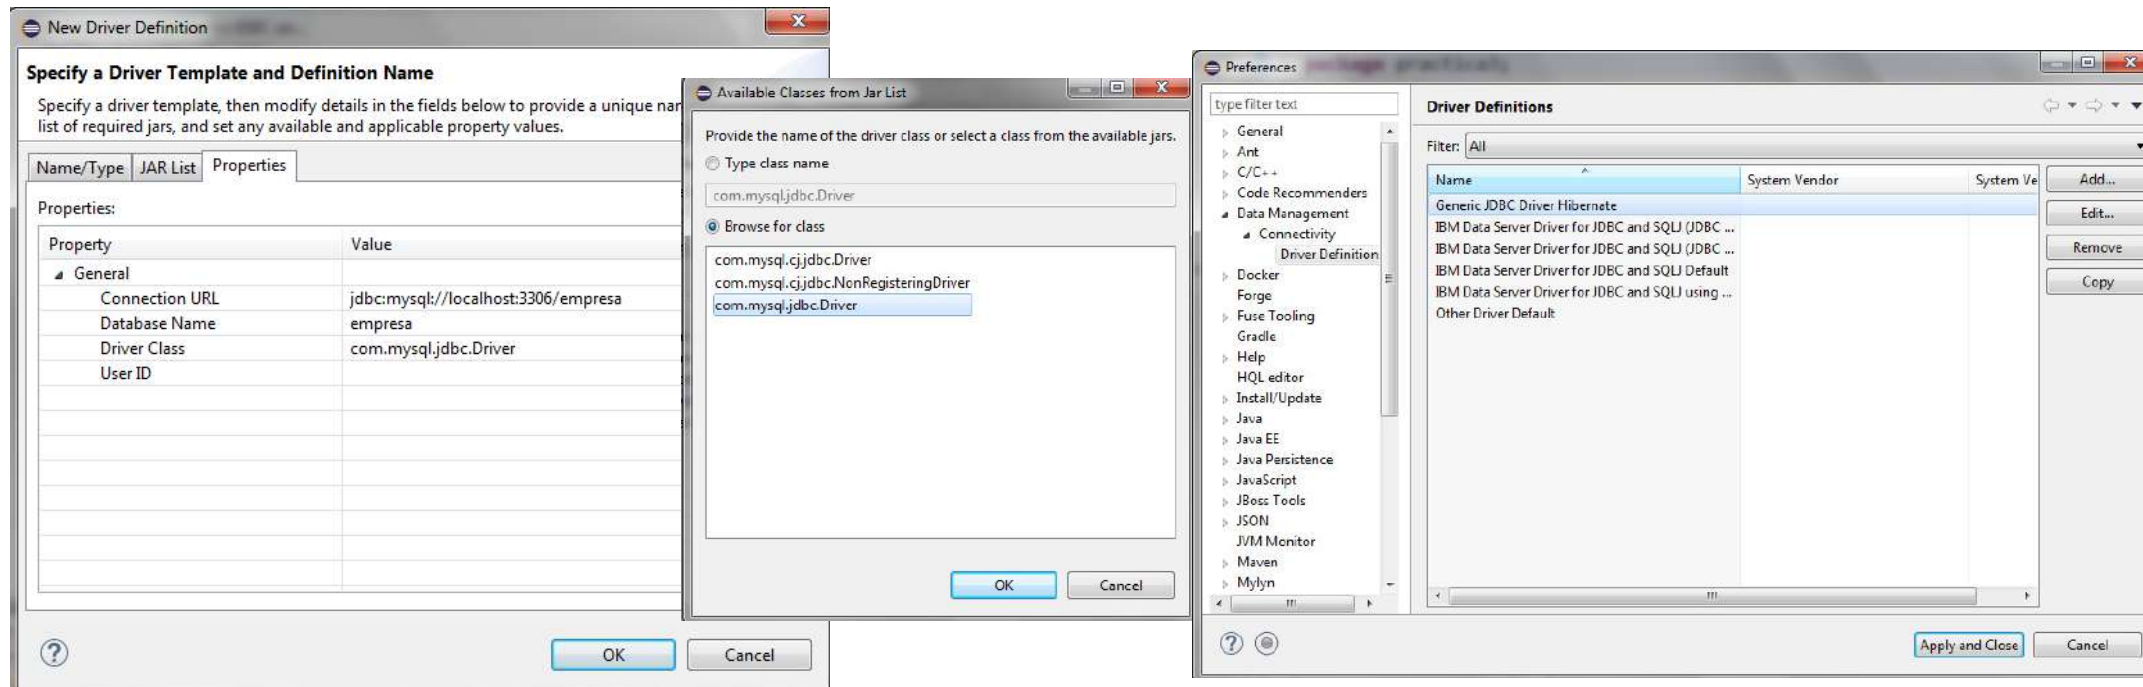 New Driver Definition
Specify a Driver Template and Definition Name
Specify a driver template, then modify details in the fields below to provide a unique nar
list of required jars, and set any available and applicable property values.
Name/Type JAR List Properties
Properties:
Property Value
General
Connection URL jdbc:mysql://localhost:3306/empresa
Database Name empresa
Driver Class com.mysql.jdbc.Driver
User ID
OK Cancel
Available Classes from Jar List
Provide the name of the driver class or select a class from the available jars.
Type class name
com.mysql.jdbc.Driver
Browse for class
com.mysql.cj.jdbc.Driver
com.mysql.cj.jdbc.NonRegisteringDriver
com.mysql.jdbc.Driver
OK Cancel
Preferences
package practical;
type filter text
General
Ant
C/C++
Code Recommenders
Data Management
Connectivity
Driver Definition
Docker
Forge
Fuse Tooling
Gradle
Help
HQL editor
Install/Update
Java
Java EE
Java Persistence
JavaScript
JBoss Tools
JSON
JVM Monitor
Maven
Mylyn
Driver Definitions
Filter: All
Name System Vendor System Ve
Generic JDBC Driver Hibernate
IBM Data Server Driver for JDBC and SQLJ (JDBC ...
IBM Data Server Driver for JDBC and SQLJ (JDBC ...
IBM Data Server Driver for JDBC and SQLJ Default
IBM Data Server Driver for JDBC and SQLJ using ...
Other Driver Default
Add...
Edit...
Remove
Copy
Apply and Close Cancel